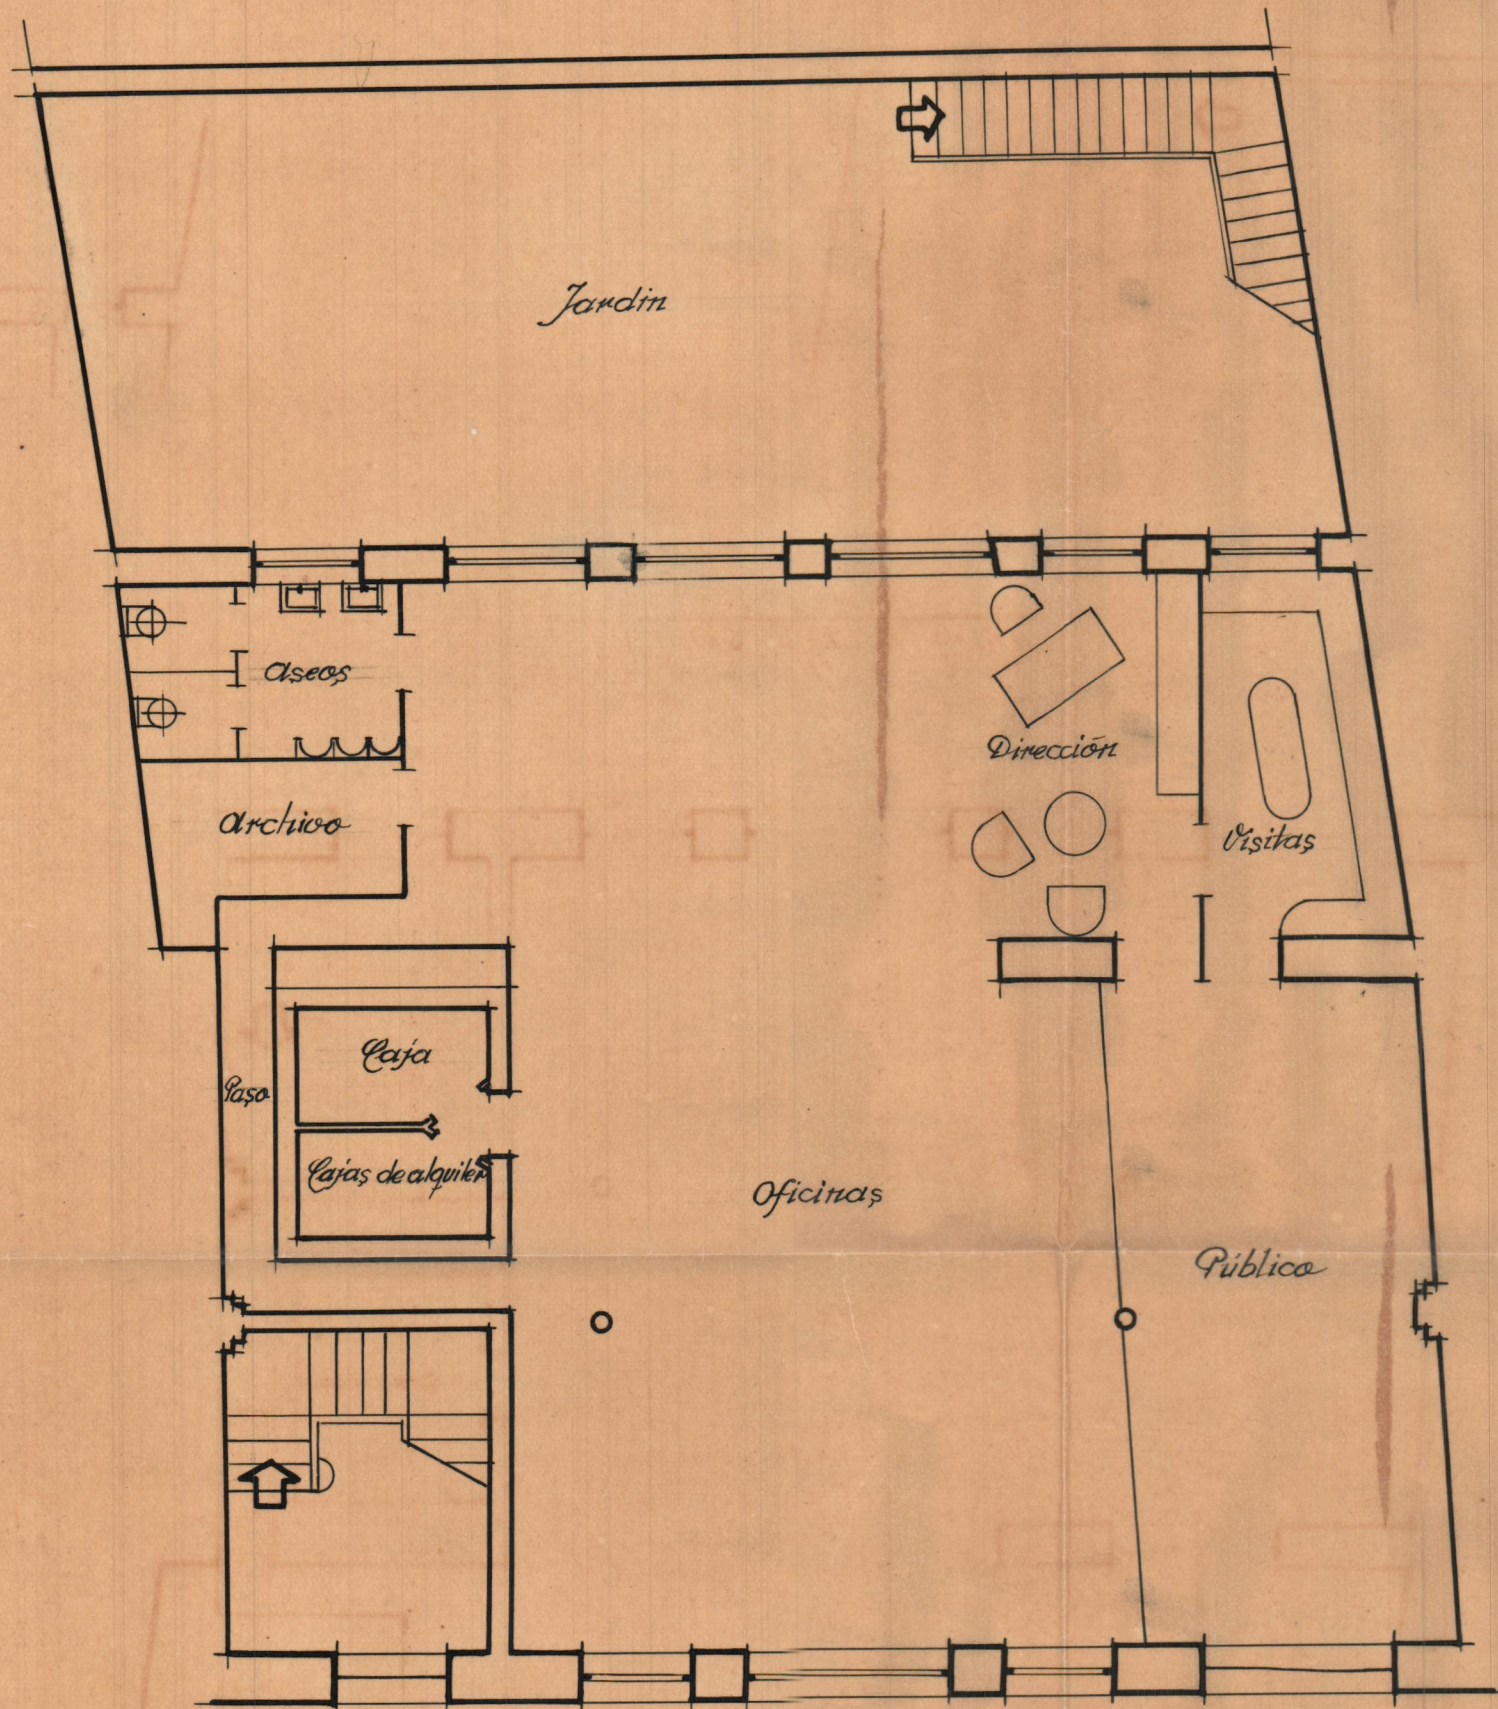 Jardin
Aseos
Dirección
Archivo
Visitas
Caja
Paso
Cajas de alquiler
Oficinas
Público